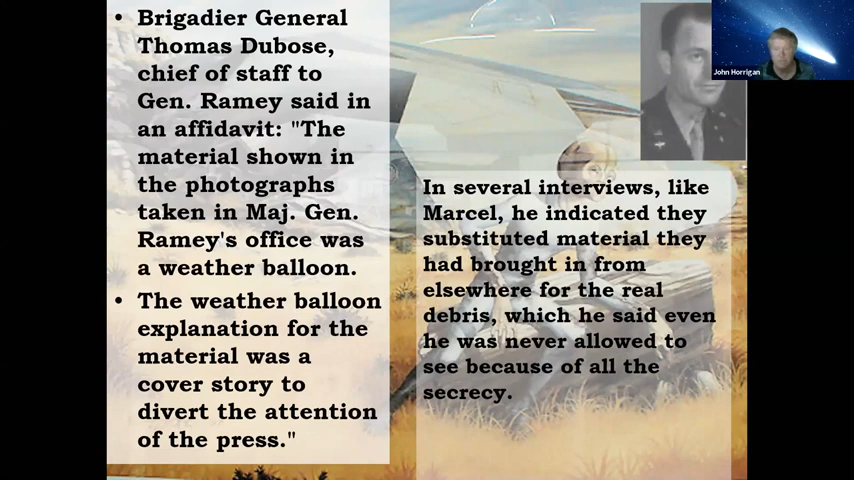 • Brigadier General
Thomas Dubose,
chief of staff to
Gen. Ramey said in
an affidavit: "The
material shown in
the photographs
taken in Maj. Gen.
Ramey's office was
a weather balloon.
• The weather balloon
explanation for the
material was a
cover story to
divert the attention
of the press."
In several interviews, like
Marcel, he indicated they
substituted material they
had brought in from
elsewhere for the real
debris, which he said even
he was never allowed to
see because of all the
secrecy.
John Horrigan